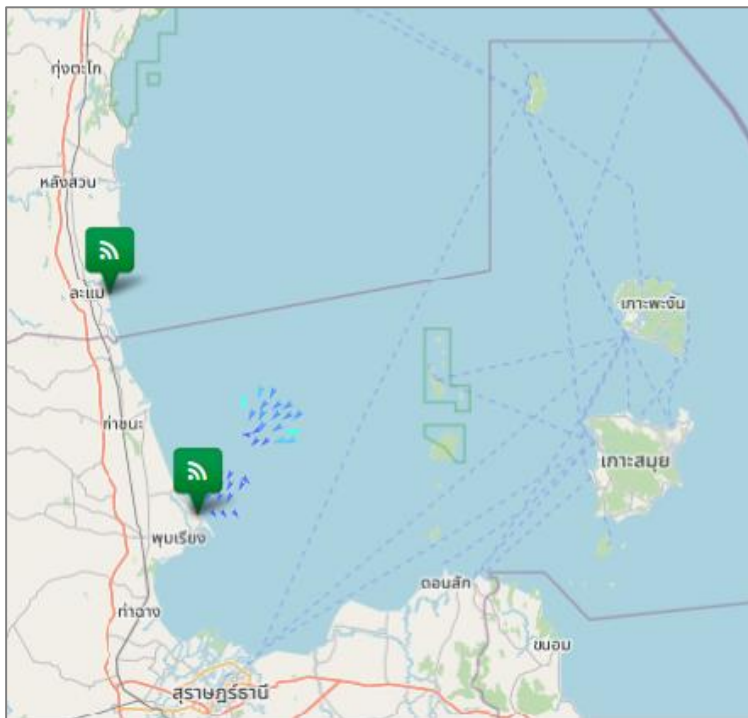 ทุ่งตะโก
หลังสวน
ละแม
เกาะพะงัน
ท่าชนะ
เกาะสมุย
พุมเรียง
ดอนสัก
ท่าฉาง
ขนอม
สุราษฎร์ธานี